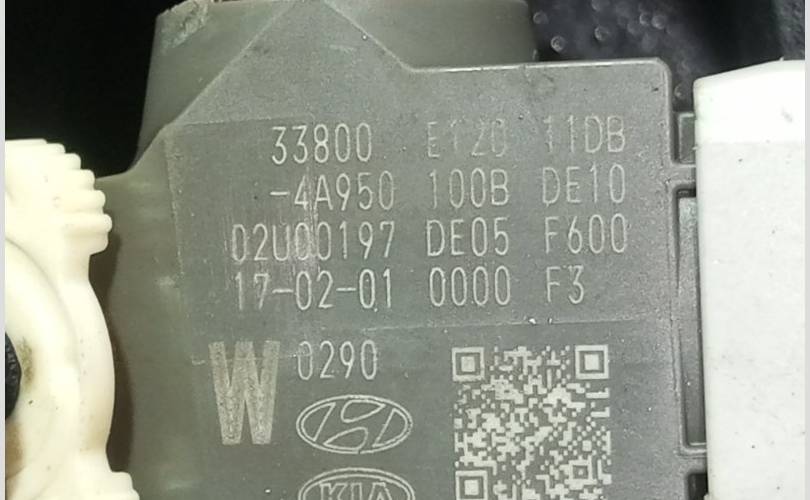 33800 E120 11DB
-4A950 100B DE10
02U00197 DE05 F600
17-02-01 0000 F3
W 0290
KIA